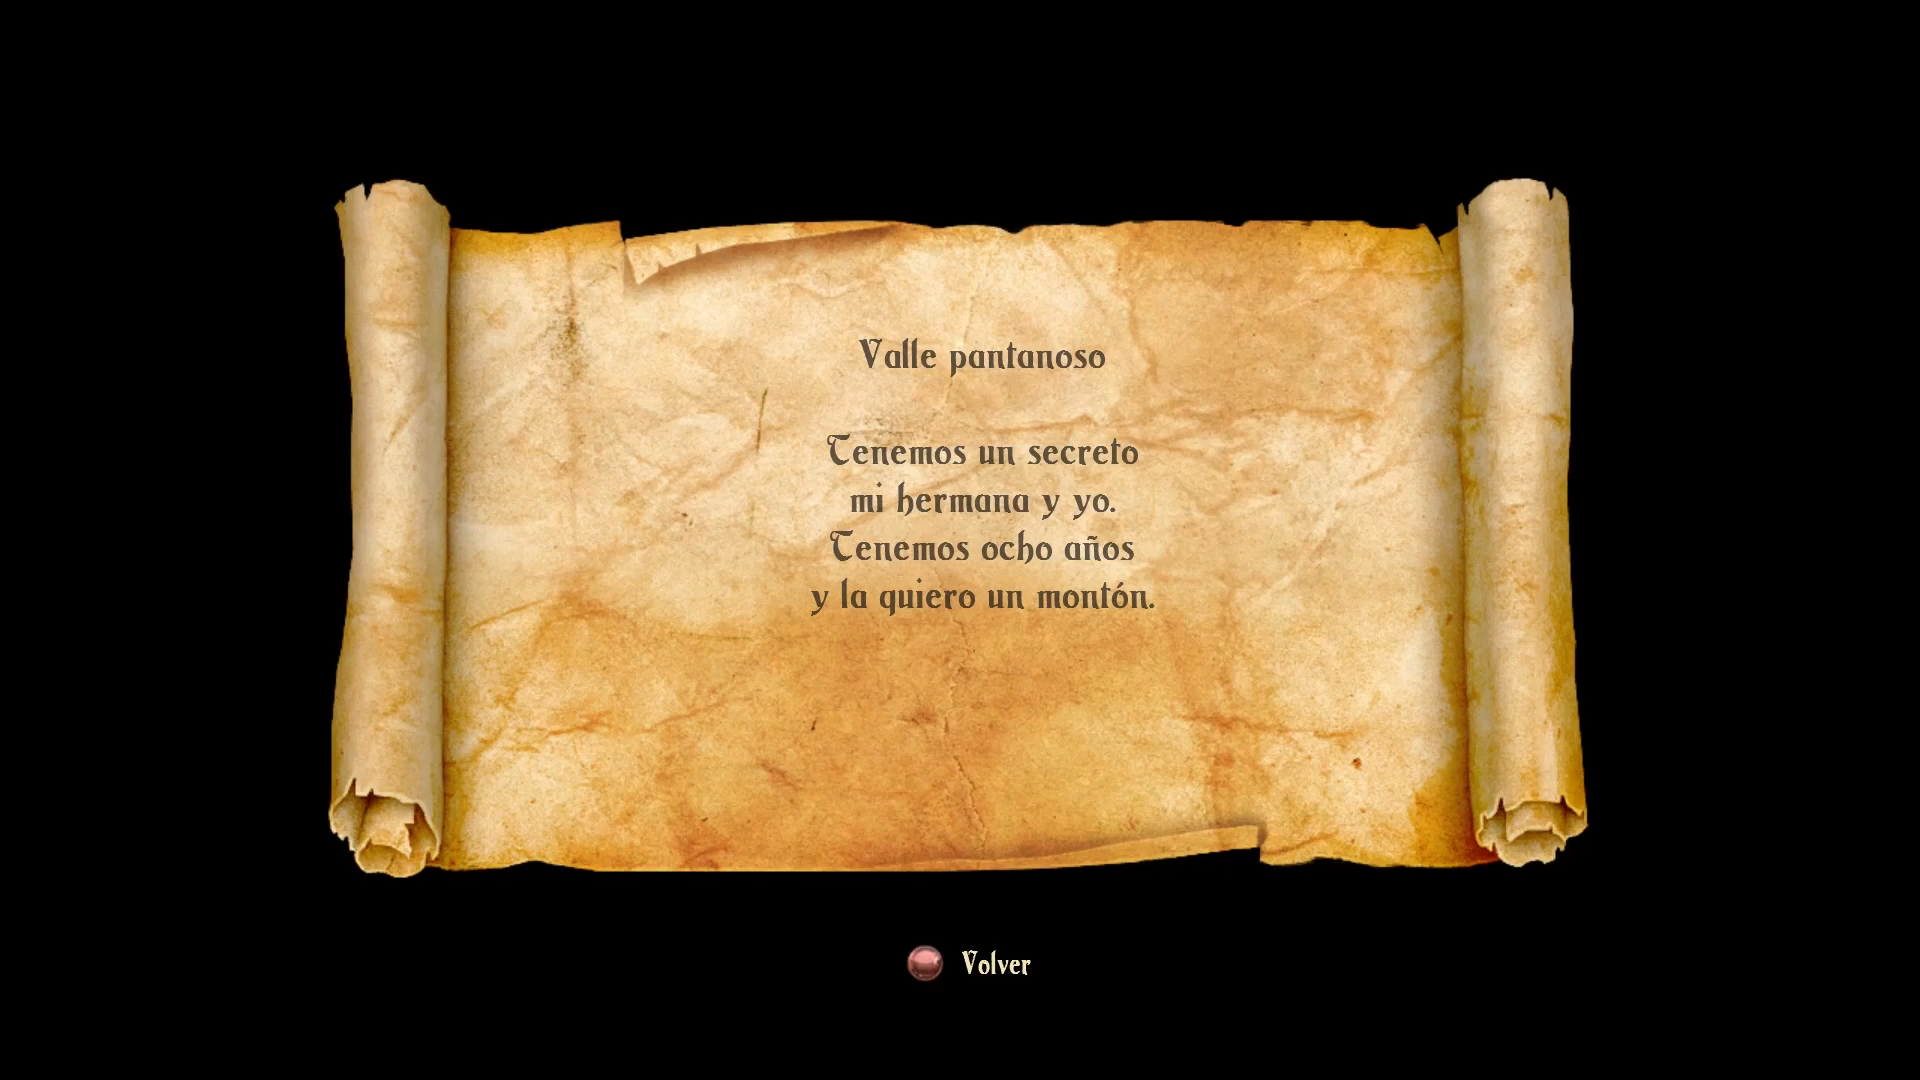 Valle pantanoso
Tenemos un secreto
mi hermana y yo.
Tenemos ocho años
y la quiero un montón.
Volver